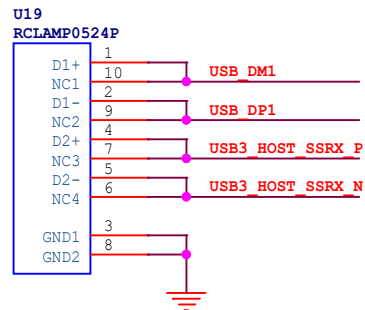 U19
RCLAMP0524P
D1+ 1
NC1 10 USB_DM1
D1- 2
NC2 9 USB_DP1
D2+ 4
NC3 7 USB3_HOST_SSRX_P
D2- 5
NC4 6 USB3_HOST_SSRX_N
GND1 3
GND2 8